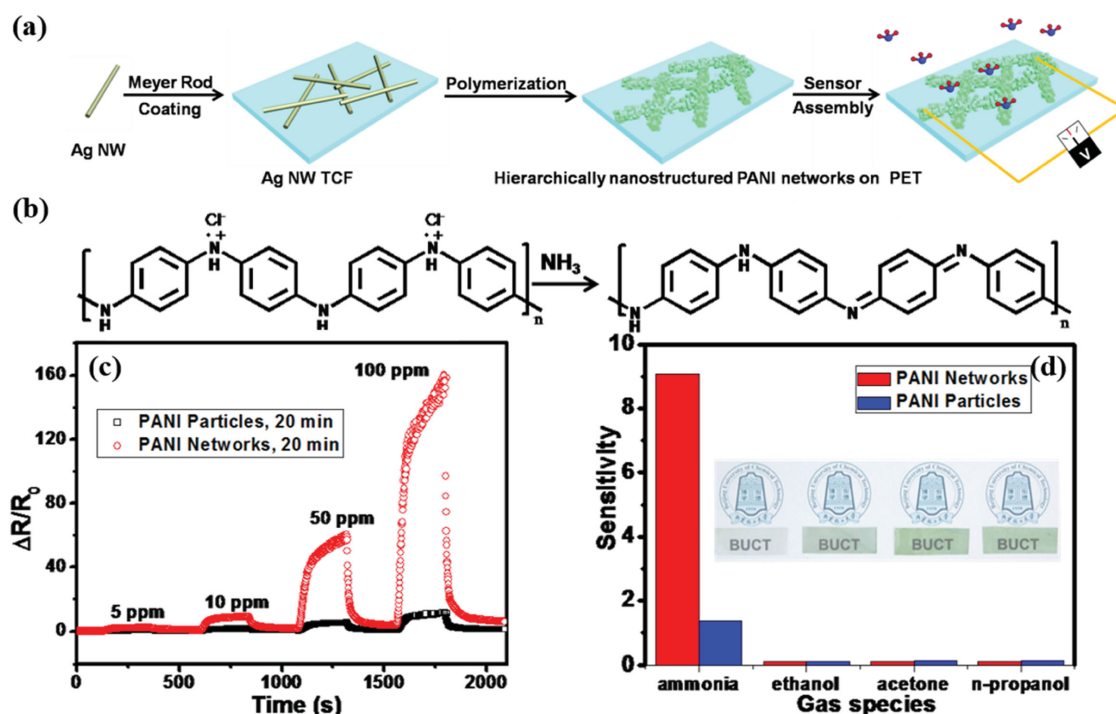 (a)
Meyer Rod
Coating
Polymerization
Sensor
Assembly
Ag NW
Ag NW TCF
Hierarchically nanostructured PANI networks on PET
V
(b)
Cl⁻
Cl⁻
N
H
N
H
N
H
N
H
n
NH₃
N
H
N
H
N
N
n
(c)
ΔR/R₀
160
120
80
40
0
5 ppm
10 ppm
50 ppm
100 ppm
PANI Particles, 20 min
PANI Networks, 20 min
0
500
1000
1500
2000
Time (s)
(d)
Sensitivity
10
8
6
4
2
0
PANI Networks
PANI Particles
BUCT
BUCT
BUCT
BUCT
ammonia
ethanol
acetone
n-propanol
Gas species